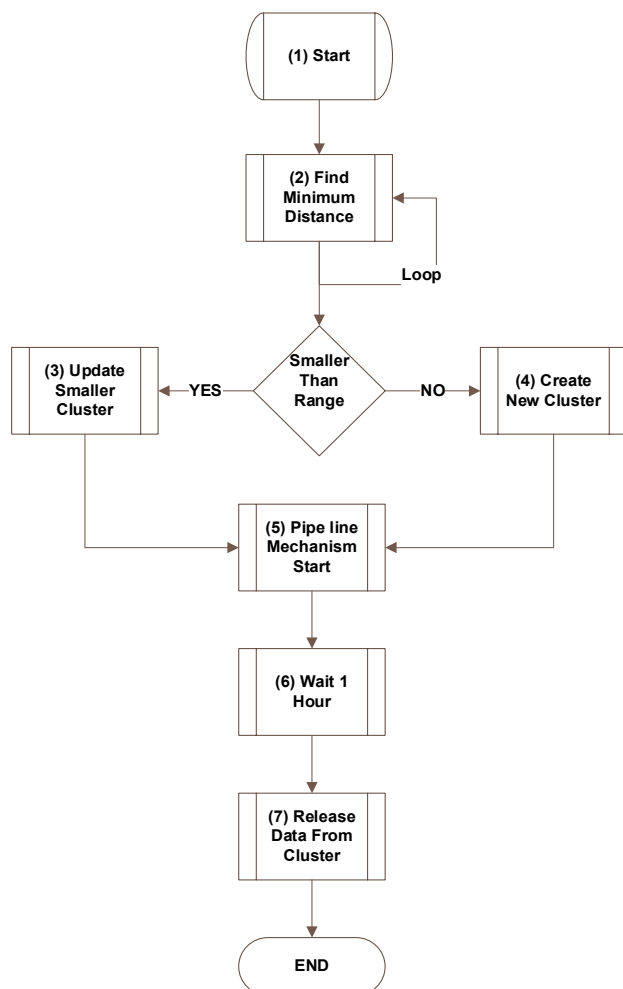 (1) Start
(2) Find
Minimum
Distance
Loop
Smaller
Than
Range
(3) Update
Smaller
Cluster
YES
NO
(4) Create
New Cluster
(5) Pipe line
Mechanism
Start
(6) Wait 1
Hour
(7) Release
Data From
Cluster
END